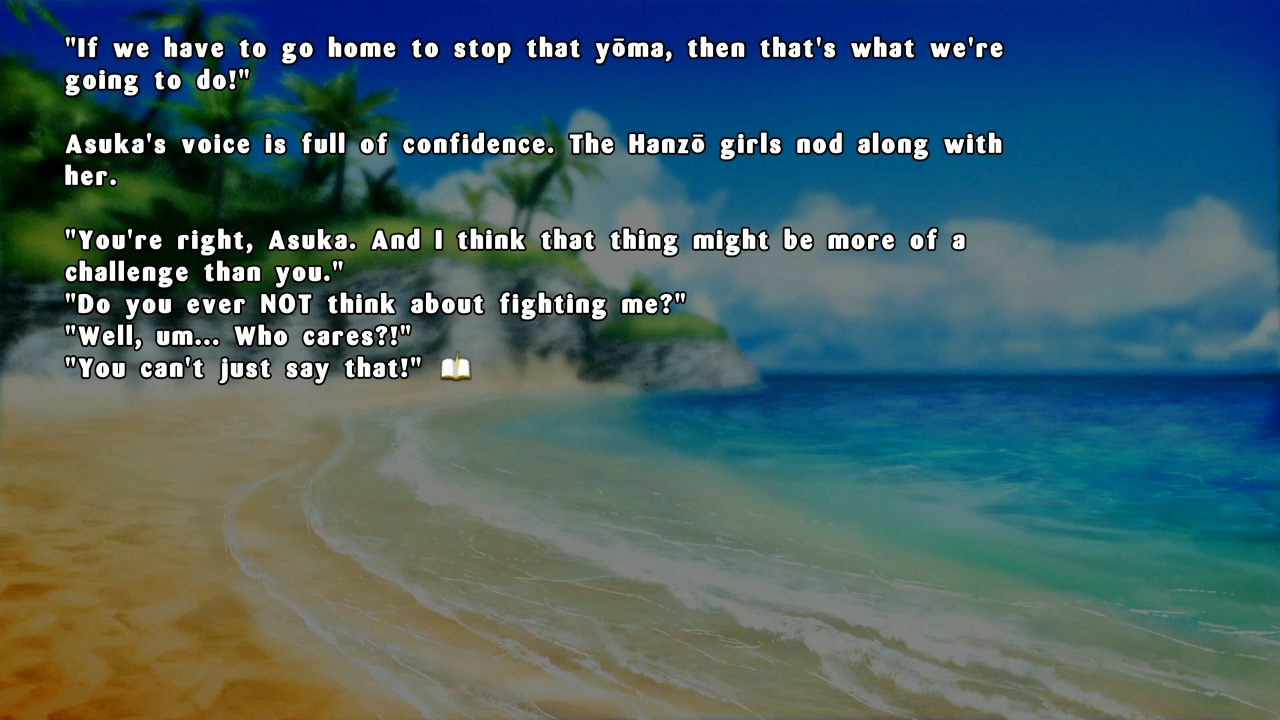 "If we have to go home to stop that yōma, then that's what we're
going to do!"
Asuka's voice is full of confidence. The Hanzō girls nod along with
her.
"You're right, Asuka. And I think that thing might be more of a
challenge than you."
"Do you ever NOT think about fighting me?"
"Well, um... Who cares?!"
"You can't just say that!"